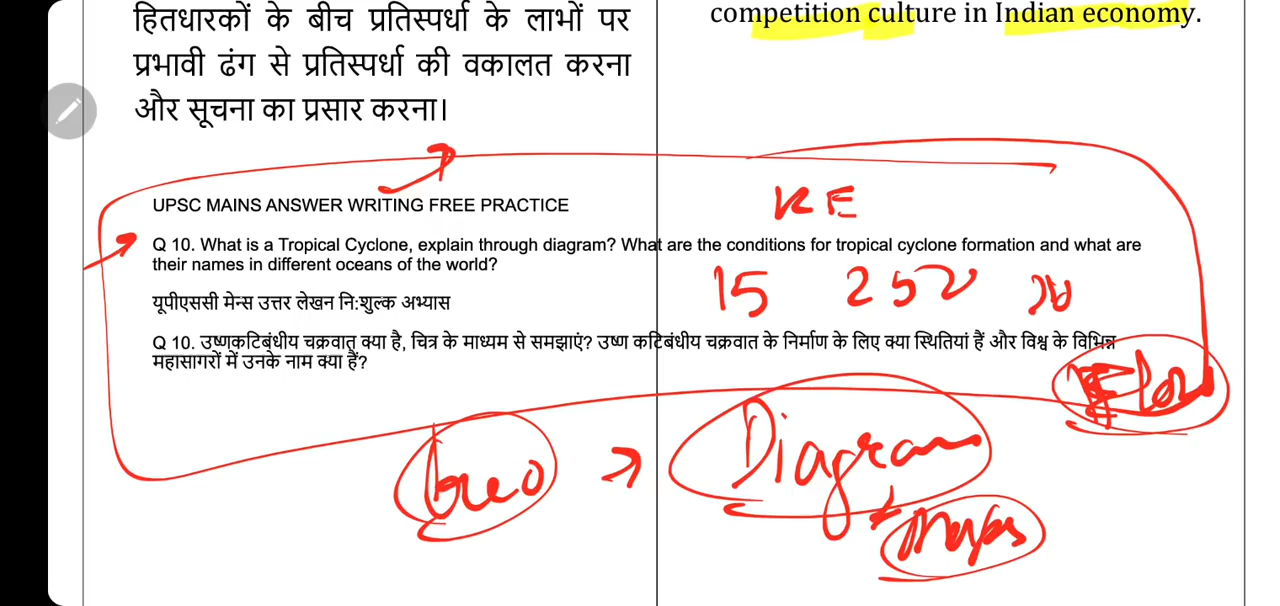 हितधारकों के बीच प्रतिस्पर्धा के लाभों पर
प्रभावी ढंग से प्रतिस्पर्धा की वकालत करना
और सूचना का प्रसार करना।
competition culture in Indian economy.
UPSC MAINS ANSWER WRITING FREE PRACTICE
Q 10. What is a Tropical Cyclone, explain through diagram? What are the conditions for tropical cyclone formation and what are
their names in different oceans of the world?
यूपीएससी मेन्स उत्तर लेखन नि:शुल्क अभ्यास
Q 10. उष्णकटिबंधीय चक्रवात क्या है, चित्र के माध्यम से समझाएं? उष्ण कटिबंधीय चक्रवात के निर्माण के लिए क्या स्थितियां हैं और विश्व के विभिन्न
महासागरों में उनके नाम क्या हैं?
15
Geo → Diagram
+ Maps